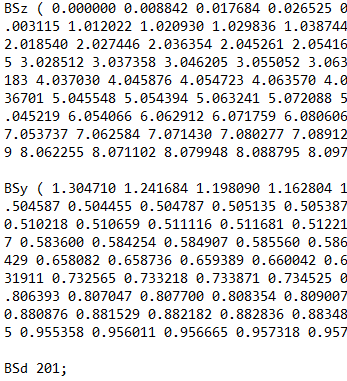 BSz ( 0.000000 0.008842 0.017684 0.026525 0
.003115 1.012022 1.020930 1.029836 1.038744
2.018540 2.027446 2.036354 2.045261 2.05416
5 3.028512 3.037358 3.046205 3.055052 3.063
183 4.037030 4.045876 4.054723 4.063570 4.0
36701 5.045548 5.054394 5.063241 5.072088 5
.045219 6.054066 6.062912 6.071759 6.080606
7.053737 7.062584 7.071430 7.080277 7.08912
9 8.062255 8.071102 8.079948 8.088795 8.097
BSy ( 1.304710 1.241684 1.198090 1.162804 1
.504587 0.504455 0.504787 0.505135 0.505387
0.510218 0.510659 0.511116 0.511681 0.51221
7 0.583600 0.584254 0.584907 0.585560 0.586
429 0.658082 0.658736 0.659389 0.660042 0.6
31911 0.732565 0.733218 0.733871 0.734525 0
.806393 0.807047 0.807700 0.808354 0.809007
0.880876 0.881529 0.882182 0.882836 0.88348
5 0.955358 0.956011 0.956665 0.957318 0.957
BSd 201;